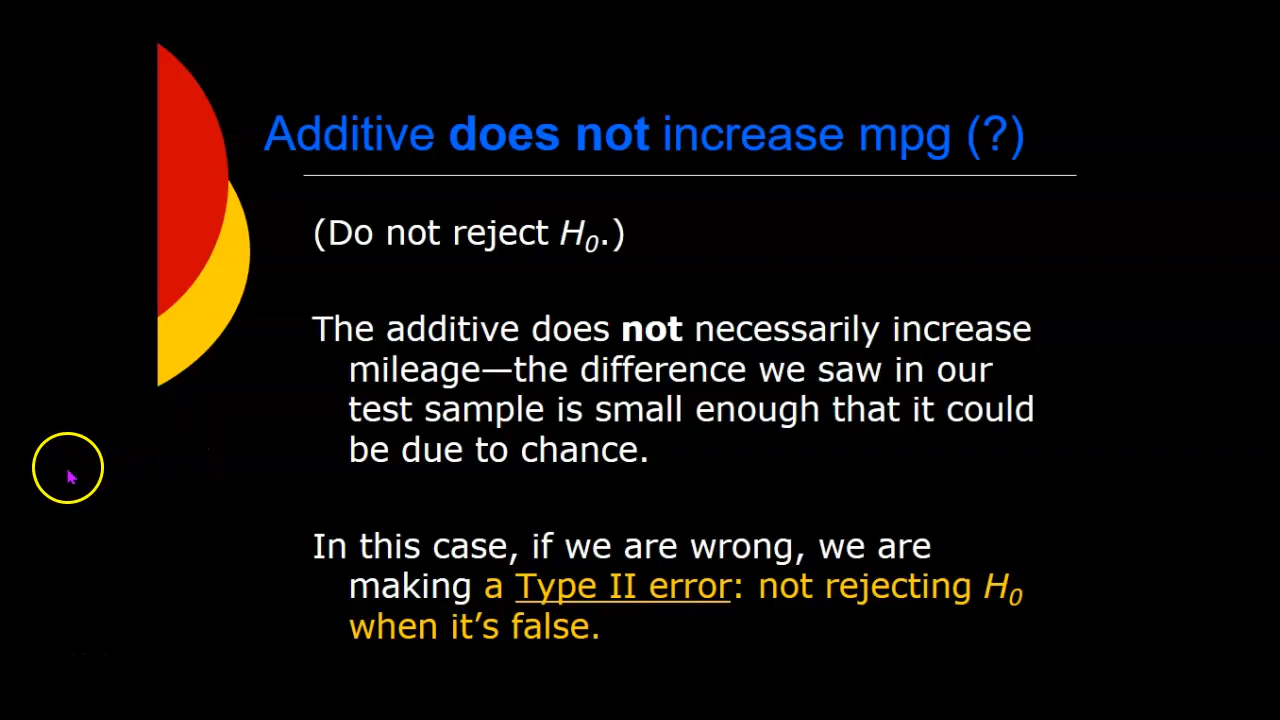 Additive does not increase mpg (?)
(Do not reject H0.)
The additive does not necessarily increase
mileage—the difference we saw in our
test sample is small enough that it could
be due to chance.
In this case, if we are wrong, we are
making a Type II error: not rejecting H0
when it’s false.